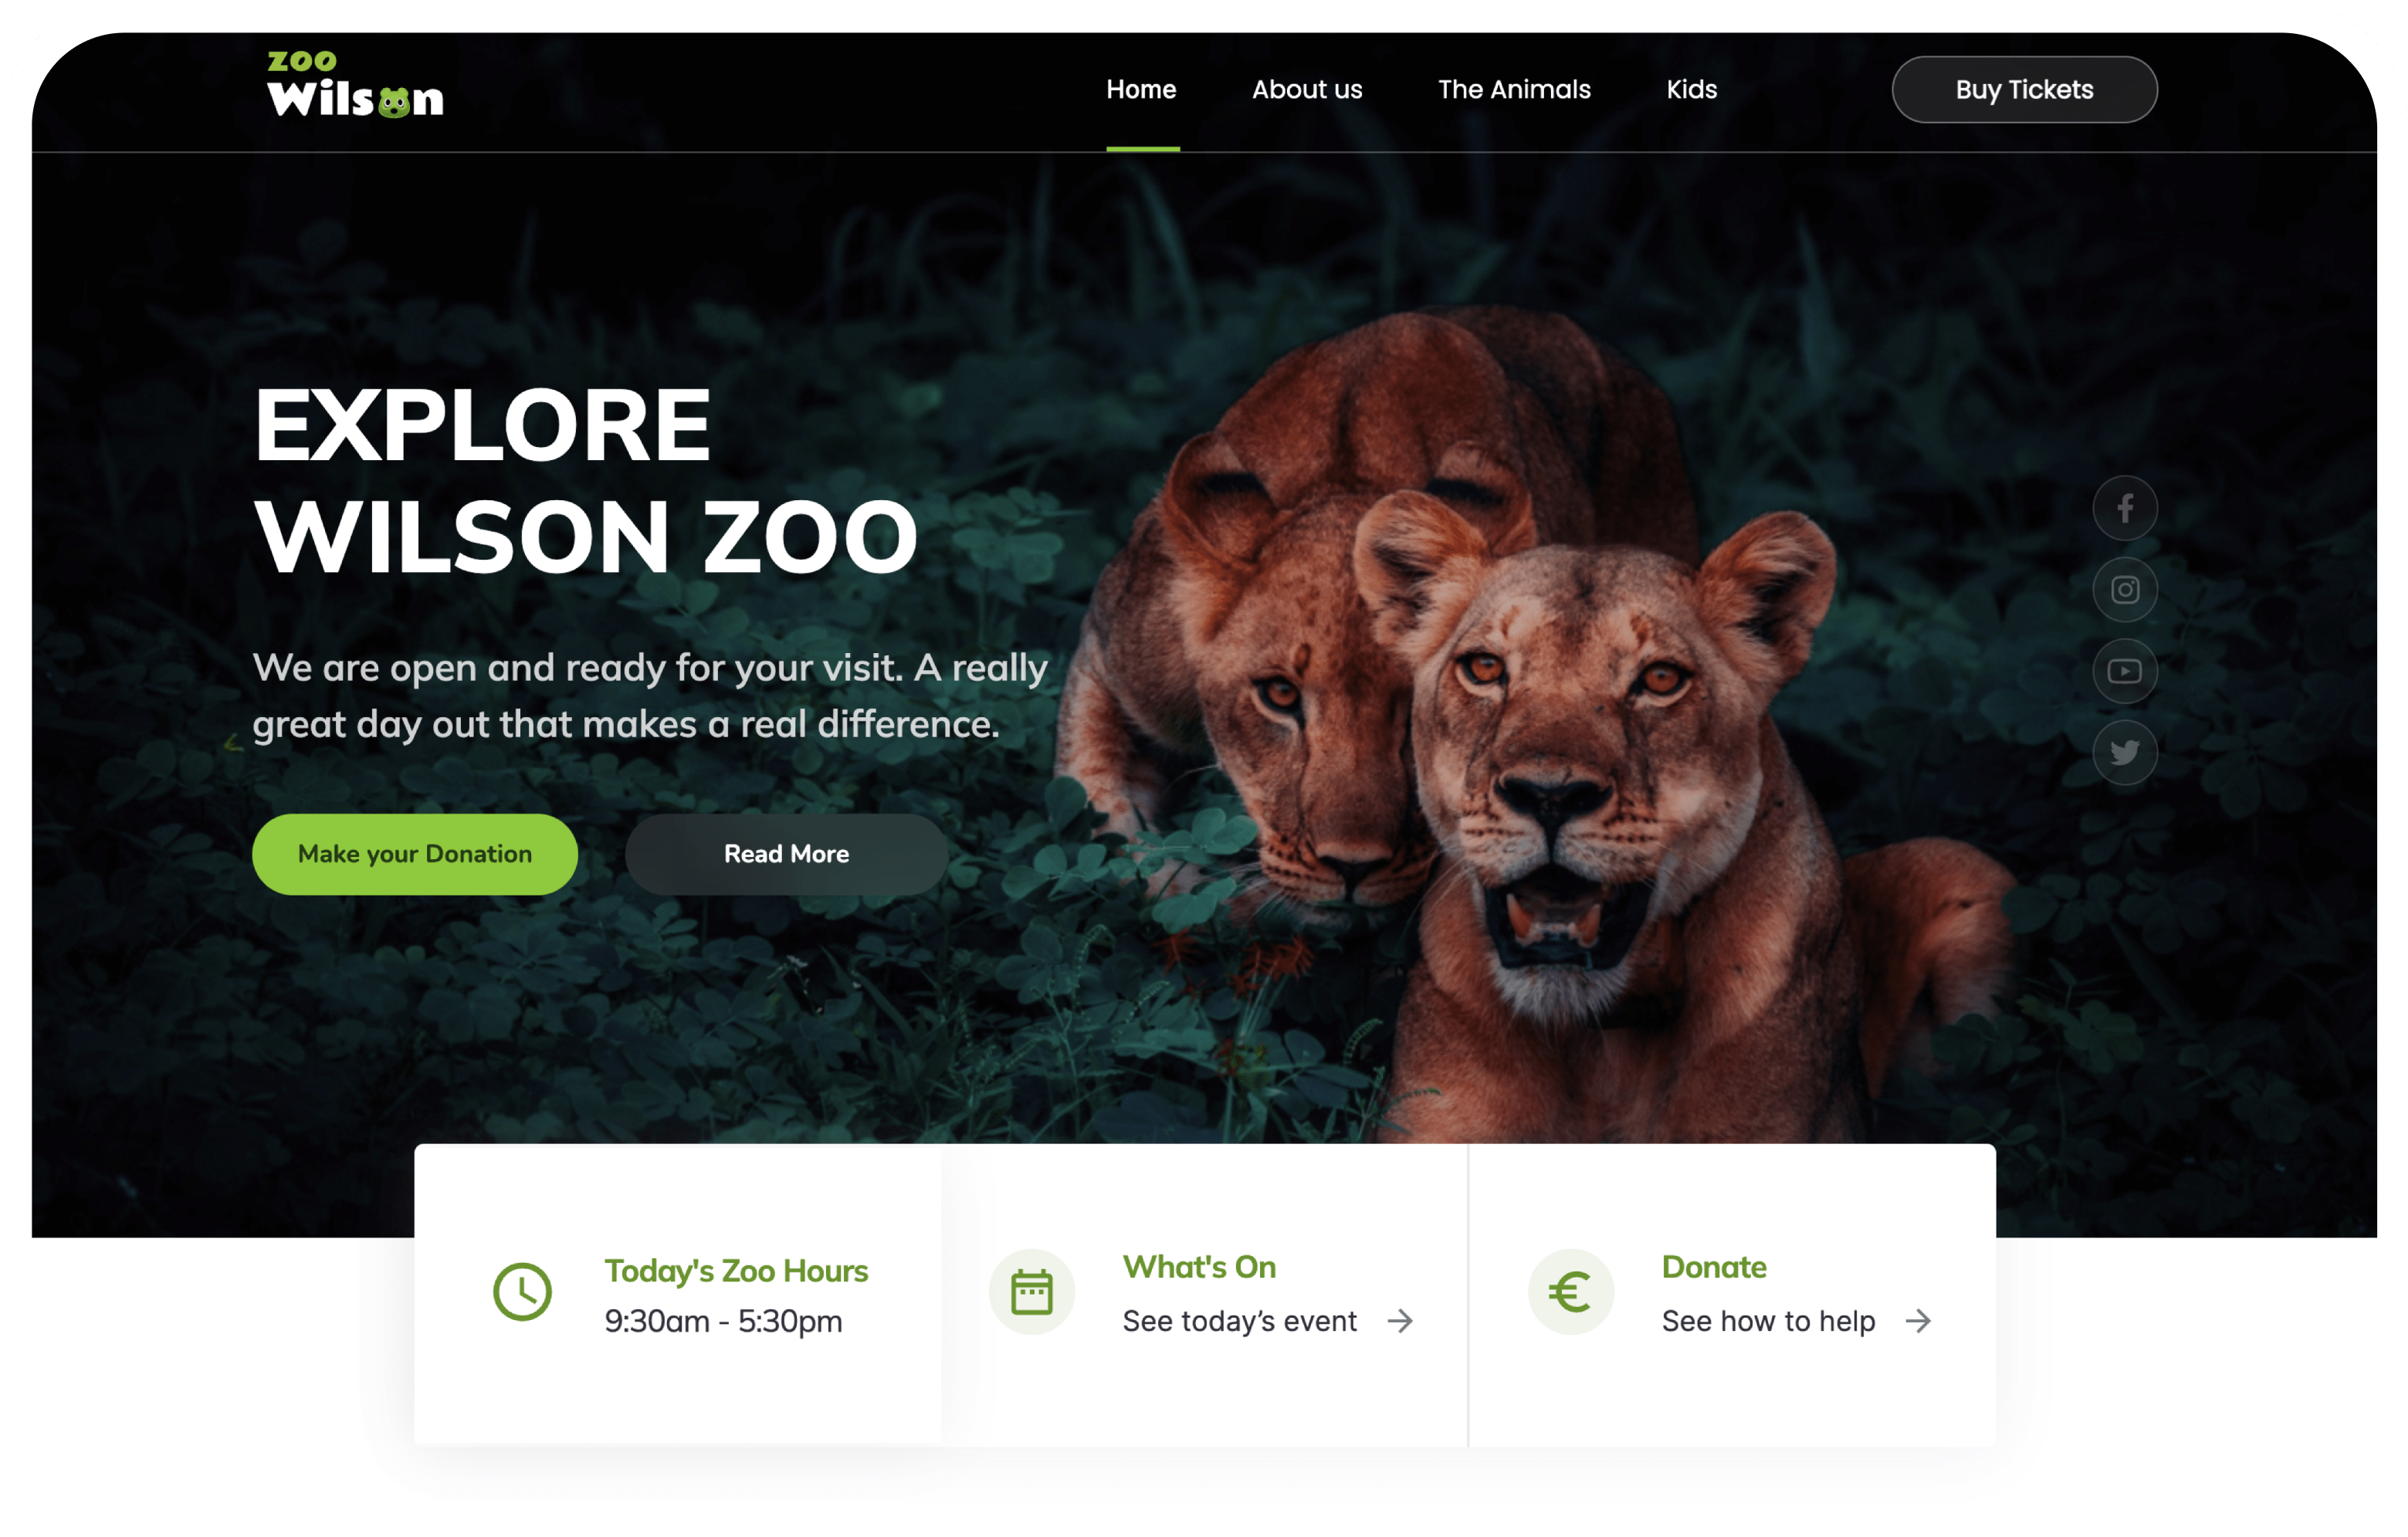 zoo
Wilson
Home
About us
The Animals
Kids
Buy Tickets
EXPLORE
WILSON ZOO
We are open and ready for your visit. A really
great day out that makes a real difference.
Make your Donation
Read More
Today's Zoo Hours
9:30am - 5:30pm
What's On
See today’s event
Donate
See how to help